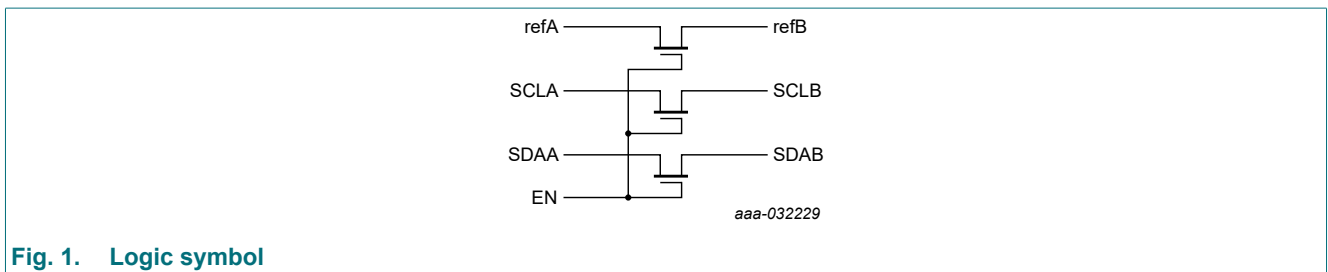 refA refB
SCLA SCLB
SDAA SDAB
EN
aaa-032229
Fig. 1. Logic symbol